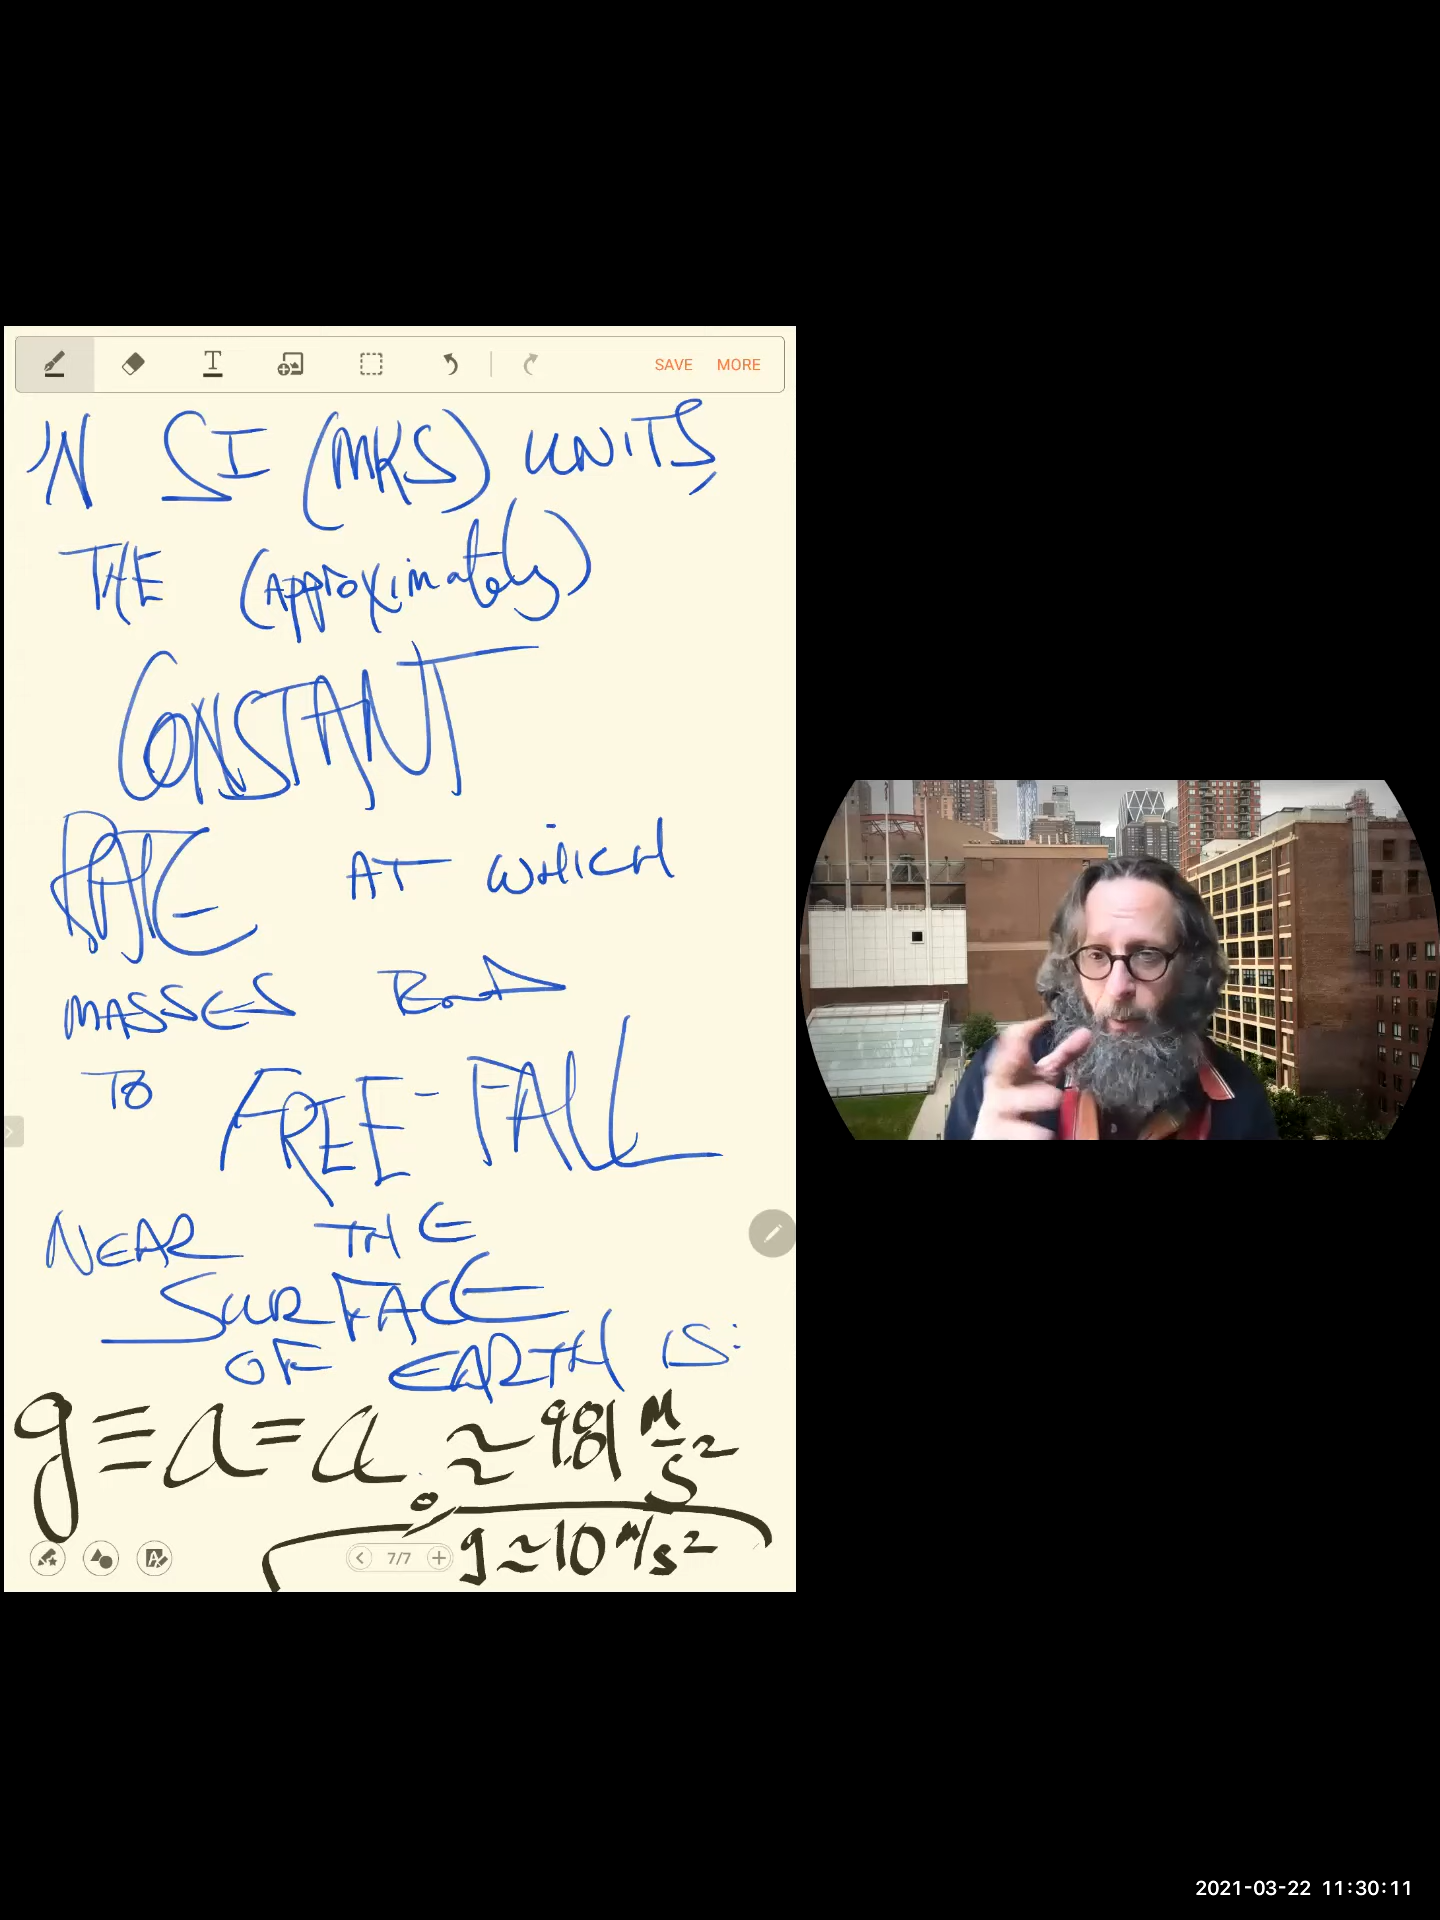 SAVE MORE
IN SI (MKS) UNITS,
THE (Approximately)
CONSTANT
RATE AT WHICH
MASSES
TO FREE-FALL
NEAR THE
SURFACE
OF EARTH IS:
g ≡ a = a₀ ≈ 9.81 m/s²
g ≈ 10 m/s²
7/7
2021-03-22 11:30:11